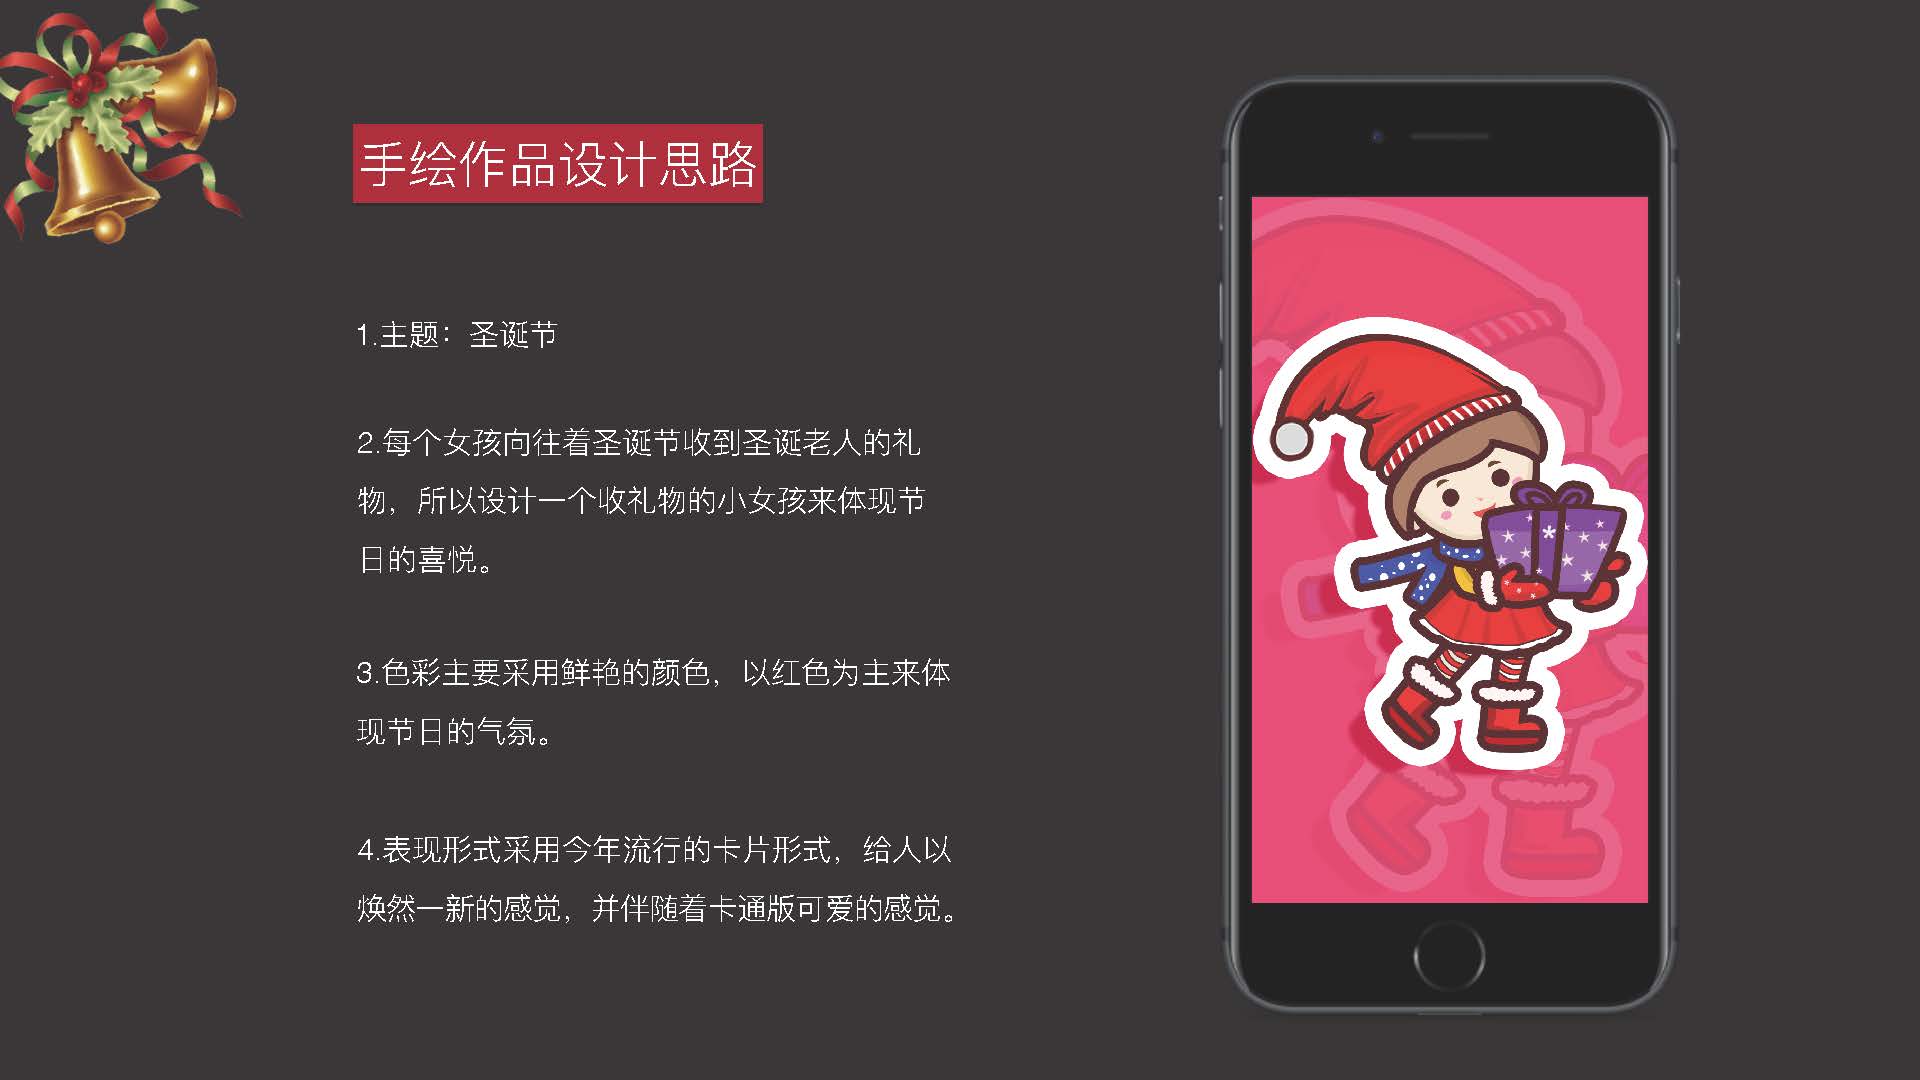 手绘作品设计思路
1.主题：圣诞节
2.每个女孩向往着圣诞节收到圣诞老人的礼
物，所以设计一个收礼物的小女孩来体现节
日的喜悦。
3.色彩主要采用鲜艳的颜色，以红色为主来体
现节日的气氛。
4.表现形式采用今年流行的卡片形式，给人以
焕然一新的感觉，并伴随着卡通版可爱的感觉。